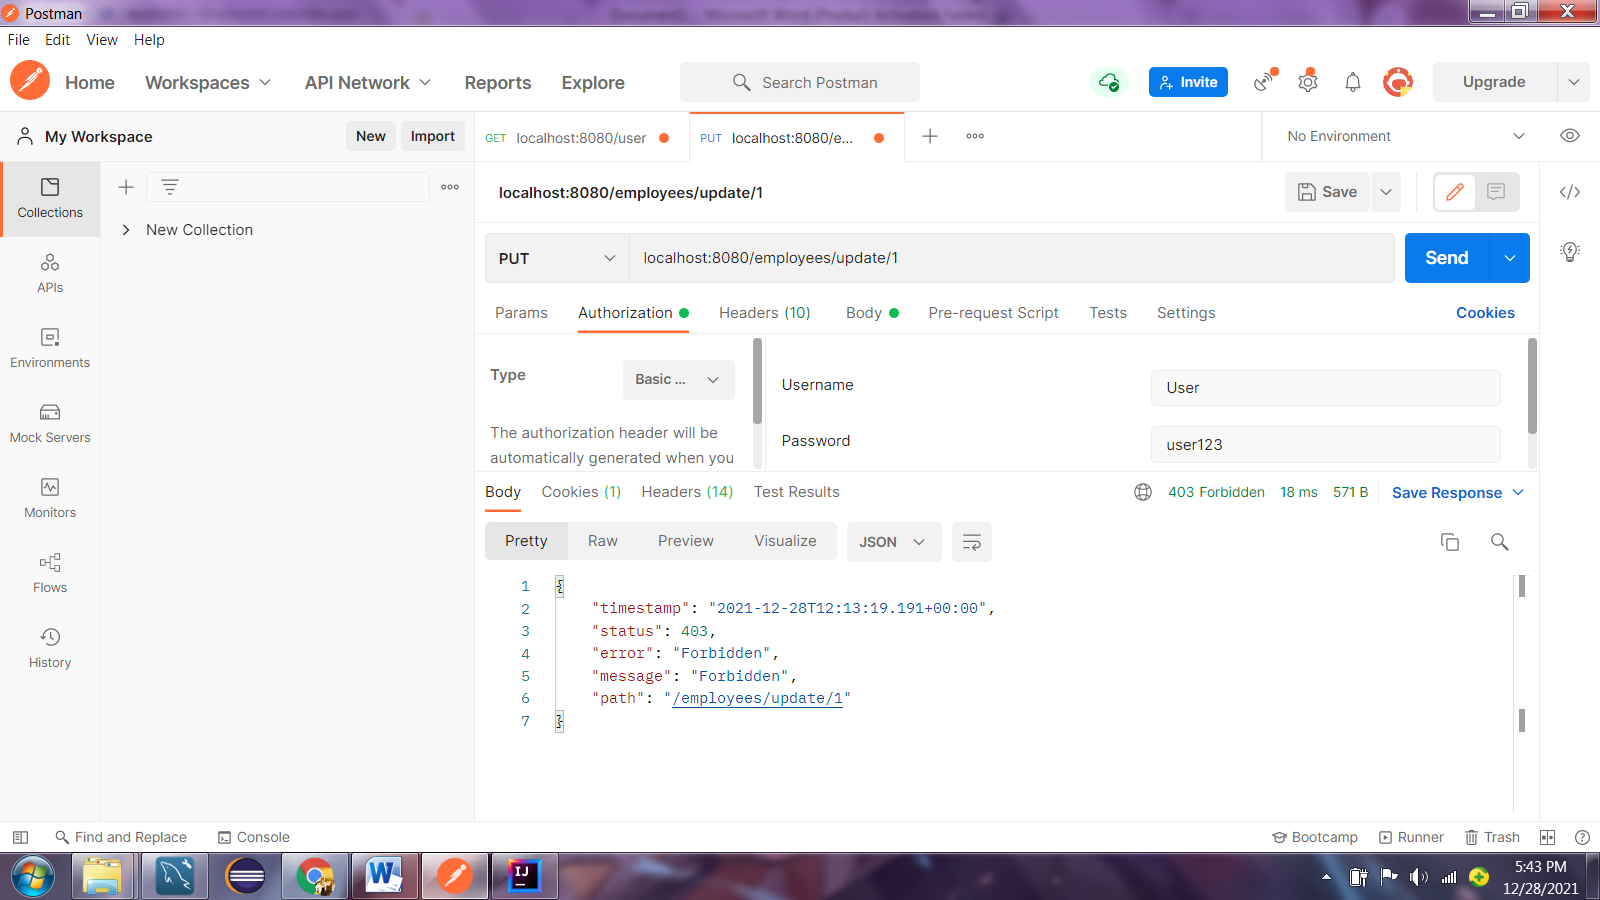 Postman
File Edit View Help
Home Workspaces API Network Reports Explore Search Postman Invite Upgrade
My Workspace New Import GET localhost:8080/user PUT localhost:8080/e... No Environment
Collections
New Collection
APIs
Environments
Mock Servers
Monitors
Flows
History
localhost:8080/employees/update/1 Save
PUT localhost:8080/employees/update/1 Send
Params Authorization Headers (10) Body Pre-request Script Tests Settings Cookies
Type Basic ...
The authorization header will be
automatically generated when you
Username User
Password user123
Body Cookies (1) Headers (14) Test Results 403 Forbidden 18 ms 571 B Save Response
Pretty Raw Preview Visualize JSON
1 {
2 "timestamp": "2021-12-28T12:13:19.191+00:00",
3 "status": 403,
4 "error": "Forbidden",
5 "message": "Forbidden",
6 "path": "/employees/update/1"
7 }
Find and Replace Console Bootcamp Runner Trash
5:43 PM
12/28/2021